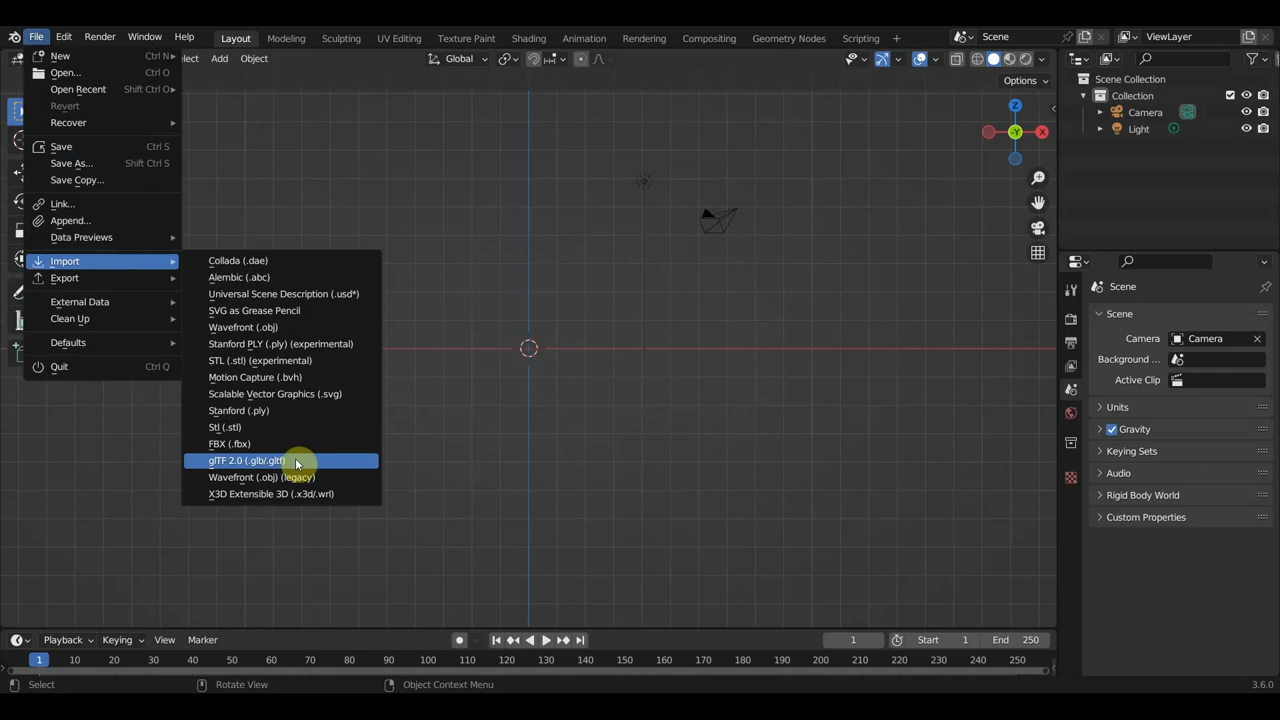 File Edit Render Window Help Layout Modeling Sculpting UV Editing Texture Paint Shading Animation Rendering Compositing Geometry Nodes Scripting + Scene ViewLayer
New Ctrl N
Open... Ctrl O
Open Recent Shift Ctrl O
Revert
Recover
Save Ctrl S
Save As... Shift Ctrl S
Save Copy...
Link...
Append...
Data Previews
Import
Export
External Data
Clean Up
Defaults
Quit Ctrl Q
Collada (.dae)
Alembic (.abc)
Universal Scene Description (.usd*)
SVG as Grease Pencil
Wavefront (.obj)
Stanford PLY (.ply) (experimental)
STL (.stl) (experimental)
Motion Capture (.bvh)
Scalable Vector Graphics (.svg)
Stanford (.ply)
Stl (.stl)
FBX (.fbx)
glTF 2.0 (.glb/.gltf)
Wavefront (.obj) (legacy)
X3D Extensible 3D (.x3d/.wrl)
lect Add Object Global
Options
Z
-Y X
Scene Collection
Collection
Camera
Light
Scene
Scene
Camera Camera
Background ...
Active Clip
Units
Gravity
Keying Sets
Audio
Rigid Body World
Custom Properties
Playback Keying View Marker 1 Start 1 End 250
1 10 20 30 40 50 60 70 80 90 100 110 120 130 140 150 160 170 180 190 200 210 220 230 240 250
Select Rotate View Object Context Menu 3.6.0